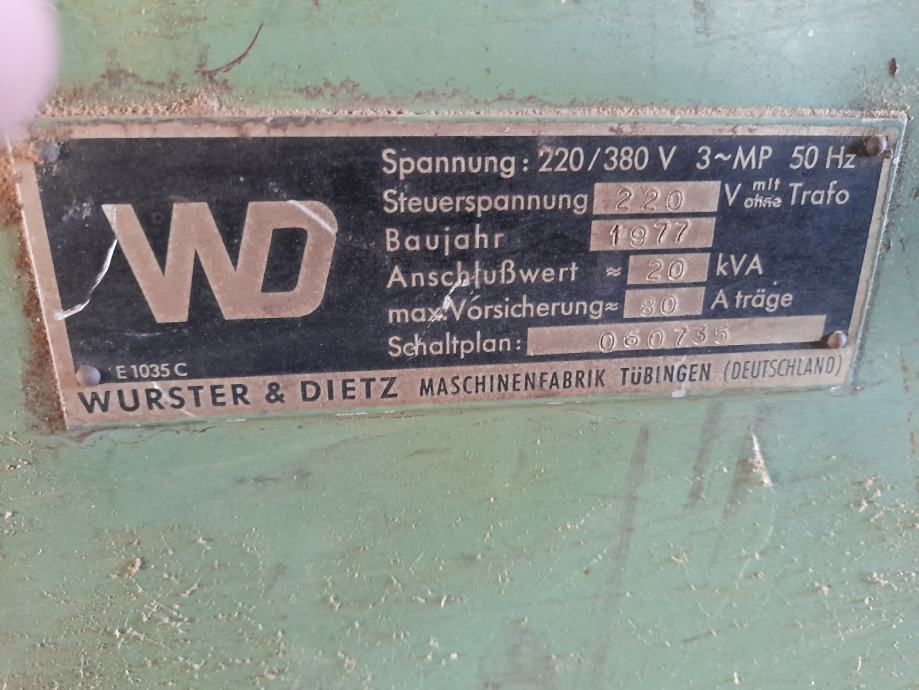 WD
Spannung: 220/380 V 3~MP 50 Hz
Steuerspannung 220 V mit ohne Trafo
Baujahr 1977
Anschlußwert ≈ 20 kVA
max. Vorsicherung ≈ 80 A träge
Schaltplan: 060735
E 1035 C
WURSTER & DIETZ MASCHINENFABRIK TÜBINGEN (DEUTSCHLAND)